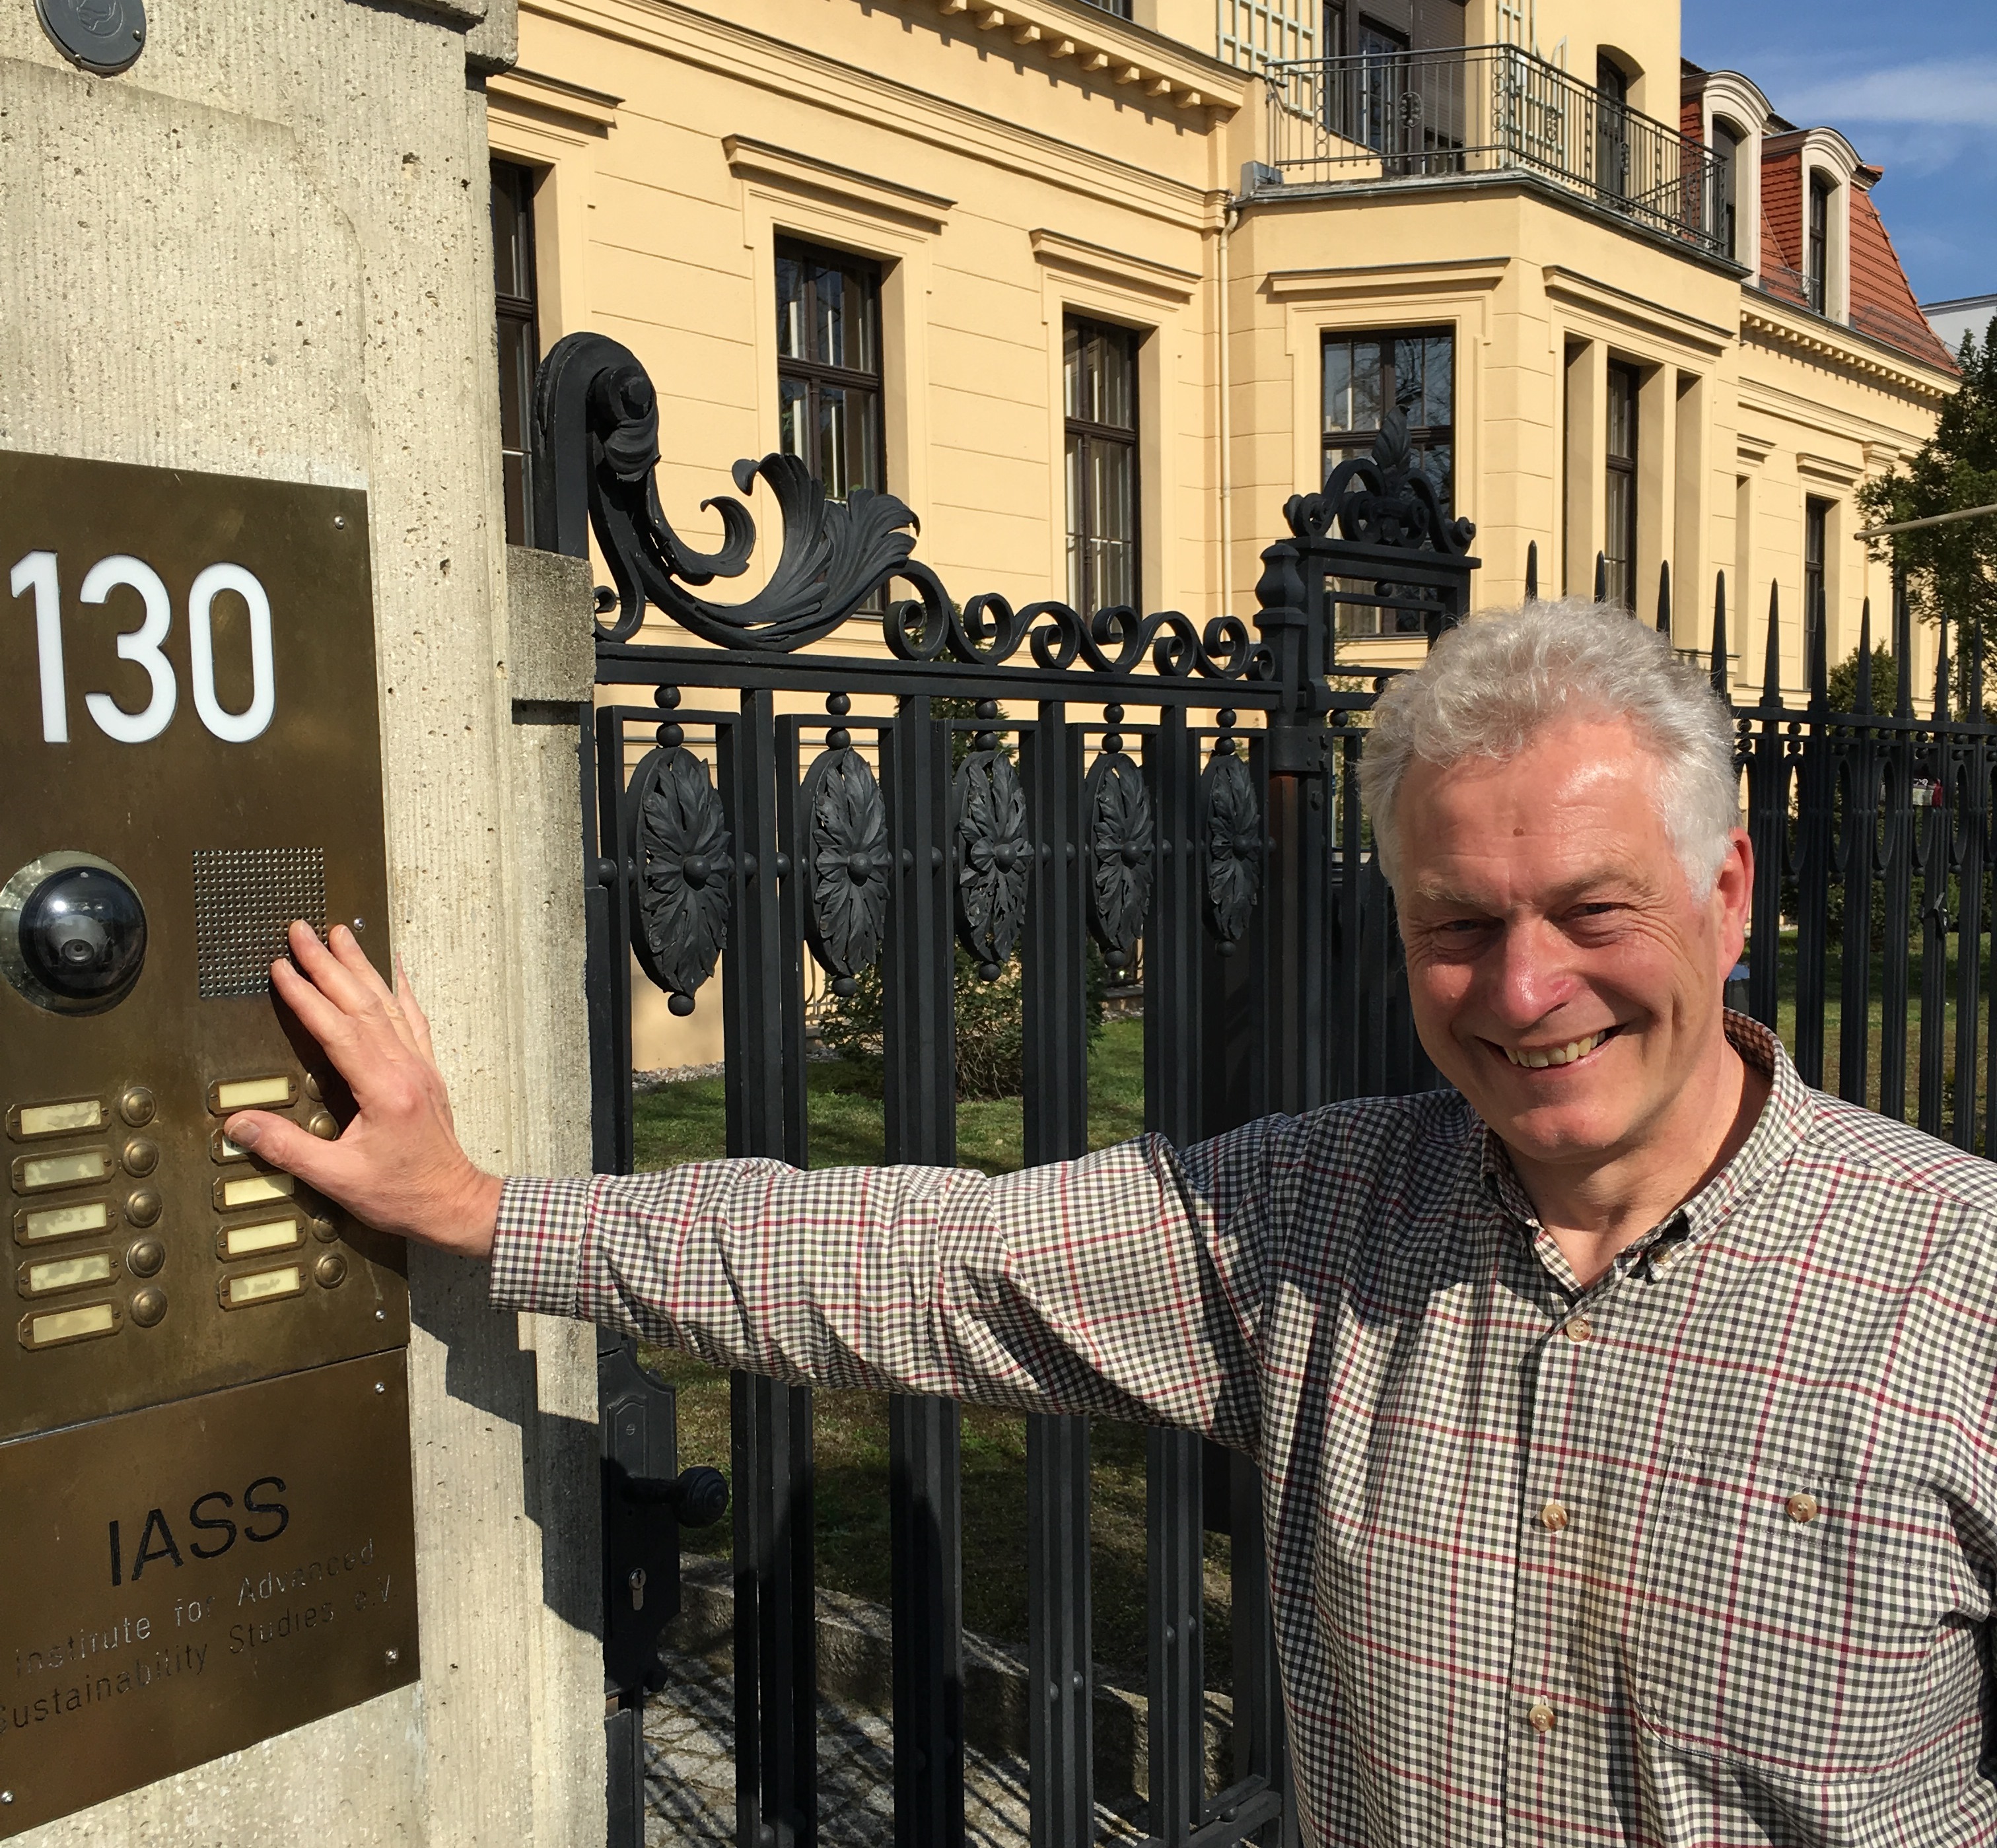 130
IASS
Institute for Advanced
Sustainability Studies e.V.